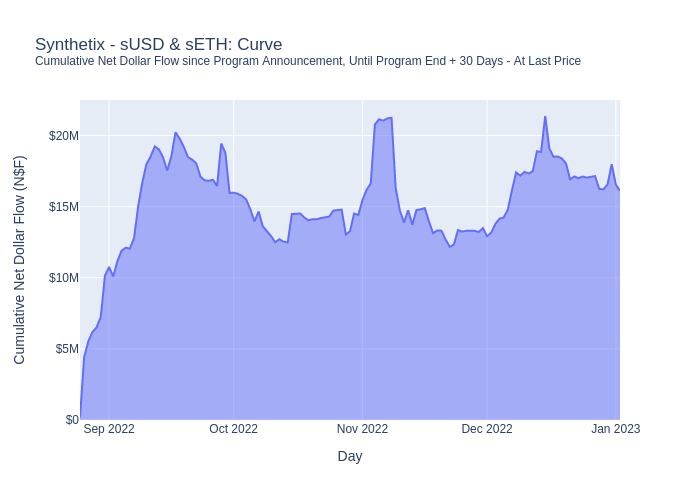 Synthetix - sUSD & sETH: Curve
Cumulative Net Dollar Flow since Program Announcement, Until Program End + 30 Days - At Last Price
Cumulative Net Dollar Flow (N$F)
$20M
$15M
$10M
$5M
$0
Sep 2022
Oct 2022
Nov 2022
Dec 2022
Jan 2023
Day